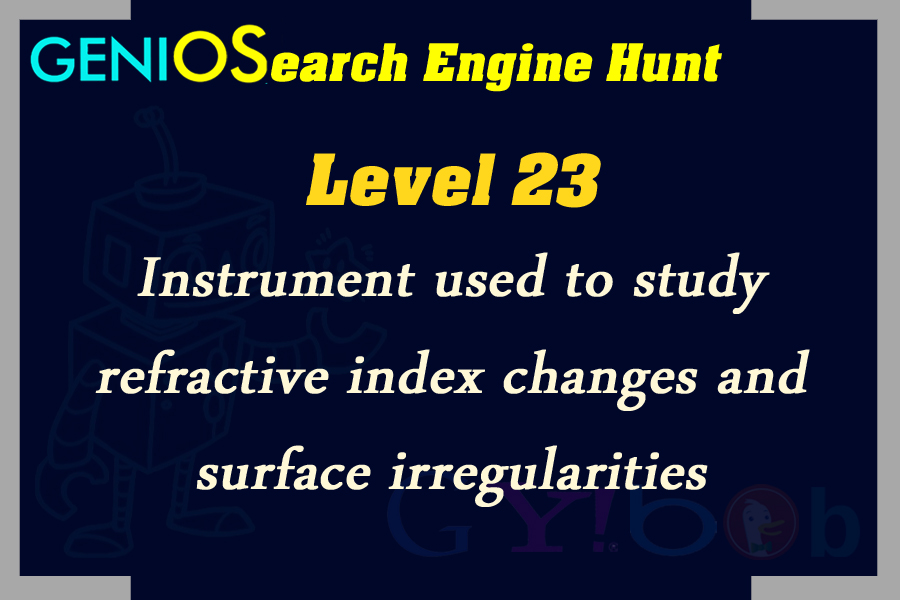 GENIOSearch Engine Hunt
Level 23
Instrument used to study
refractive index changes and
surface irregularities
G Y! b b